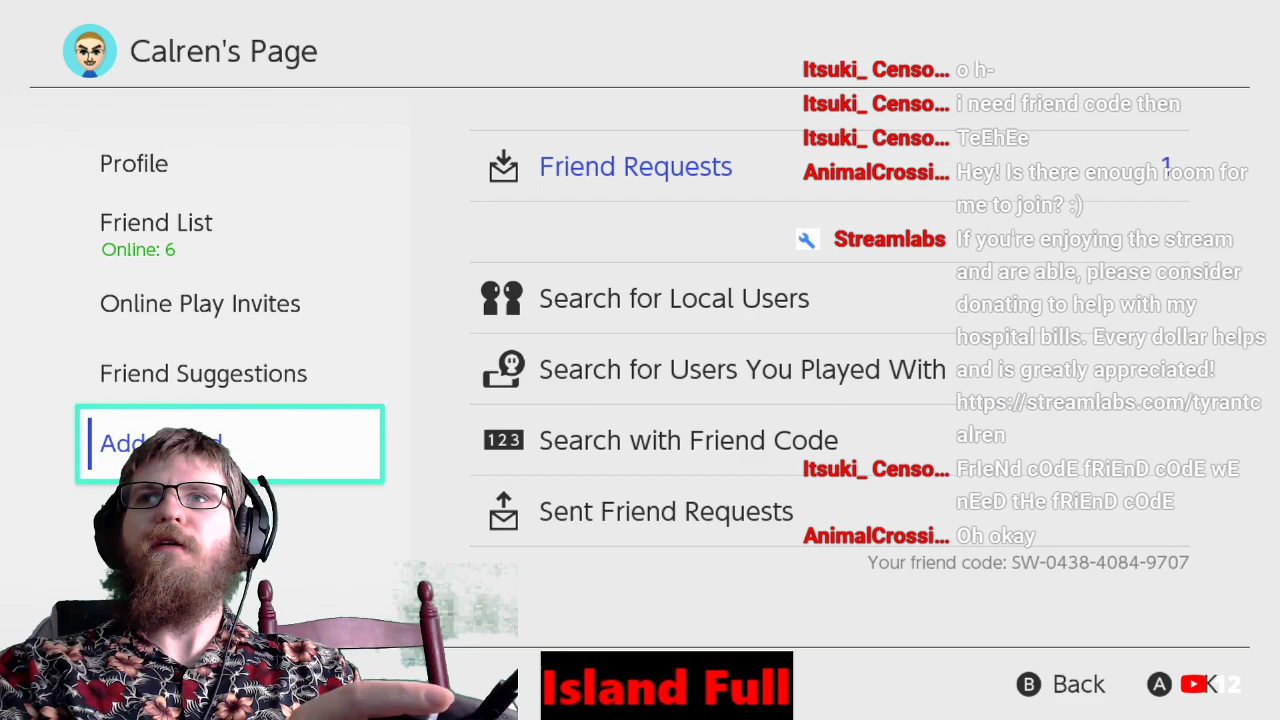 Calren's Page
Profile
Friend List
Online: 6
Online Play Invites
Friend Suggestions
Add
Friend Requests
1
Search for Local Users
Search for Users You Played With
123
Search with Friend Code
Sent Friend Requests
Your friend code: SW-0438-4084-9707
Itsuki_ Censo... o h-
Itsuki_ Censo... i need friend code then
Itsuki_ Censo... TeEhEe
AnimalCrossi... Hey! Is there enough room for
me to join? :)
Streamlabs If you're enjoying the stream
and are able, please consider
donating to help with my
hospital bills. Every dollar helps
and is greatly appreciated!
https://streamlabs.com/tyrantc
alren
Itsuki_ Censo... FrIeNd cOdE fRiEnD cOdE wE
nEeD tHe fRiEnD cOdE
AnimalCrossi... Oh okay
Island Full
B Back
A K 12